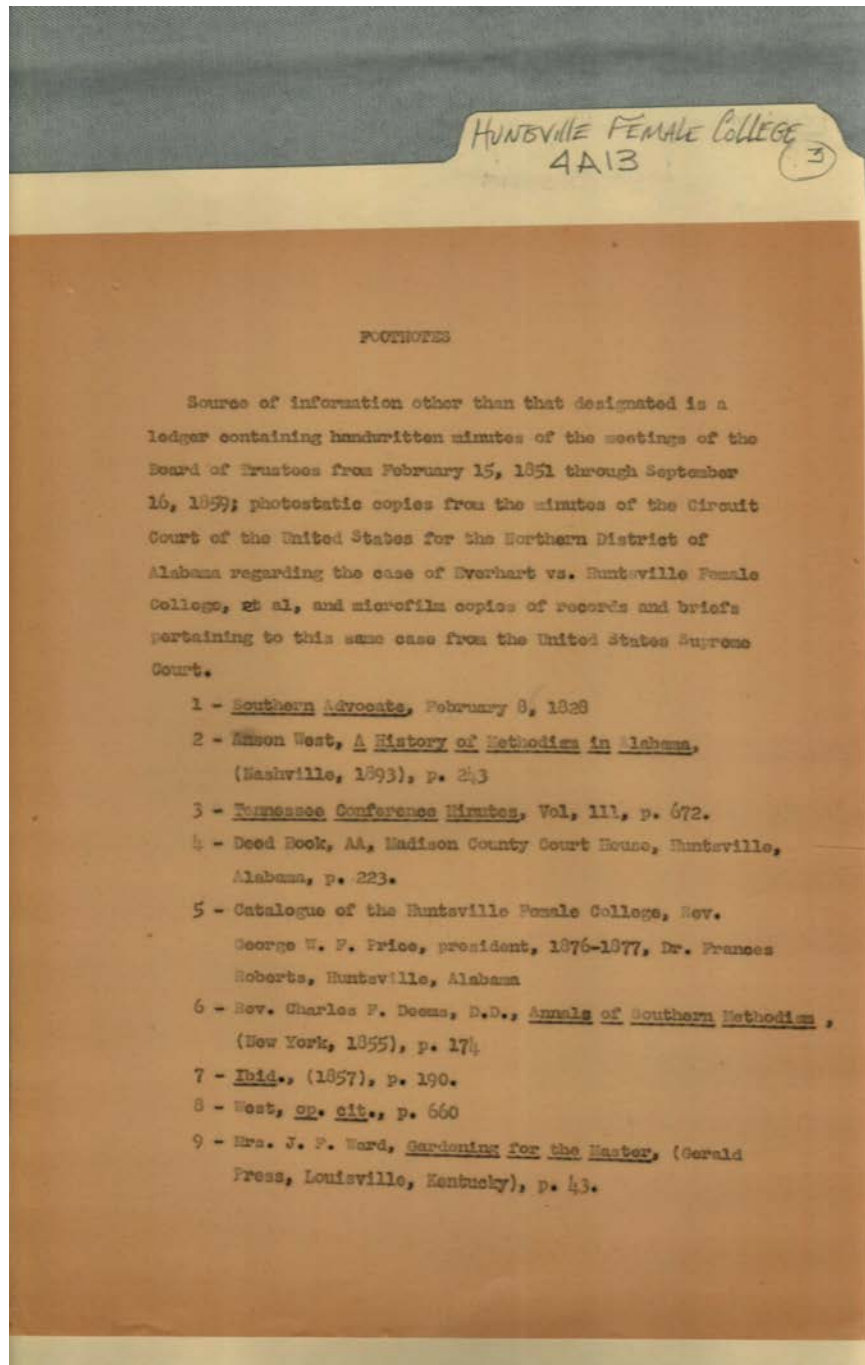 HUNSVIllE FEMALE COllEGE
4A13
3
FOOTNOTES
Source of information other than that designated is a
ledger containing handwritten minutes of the meetings of the
Board of Trustees from February 15, 1851 through September
16, 1859; photostatic copies from the minutes of the Circuit
Court of the United States for the Northern District of
Alabama regarding the case of Everhart vs. Huntsville Female
College, et al, and microfilm copies of records and briefs
pertaining to this same case from the United States Supreme
Court.
1 - Southern Advocate, February 8, 1828
2 - Anson West, A History of Methodism in Alabama,
(Nashville, 1893), p. 243
3 - Tennessee Conference Minutes, Vol, 111, p. 672.
4 - Deed Book, AA, Madison County Court House, Huntsville,
Alabama, p. 223.
5 - Catalogue of the Huntsville Female College, Rev.
George W. F. Price, president, 1876-1877, Dr. Frances
Roberts, Huntsville, Alabama
6 - Rev. Charles F. Deems, D.D., Annals of Southern Methodism ,
(New York, 1855), p. 174
7 - Ibid., (1857), p. 190.
8 - West, op. cit., p. 660
9 - Mrs. J. F. Ward, Gardening for the Master, (Gerald
Press, Louisville, Kentucky), p. 43.